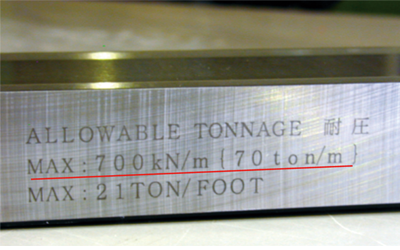 ALLOWABLE TONNAGE 耐圧
MAX:700kN/m{70ton/m}
MAX:21TON/FOOT